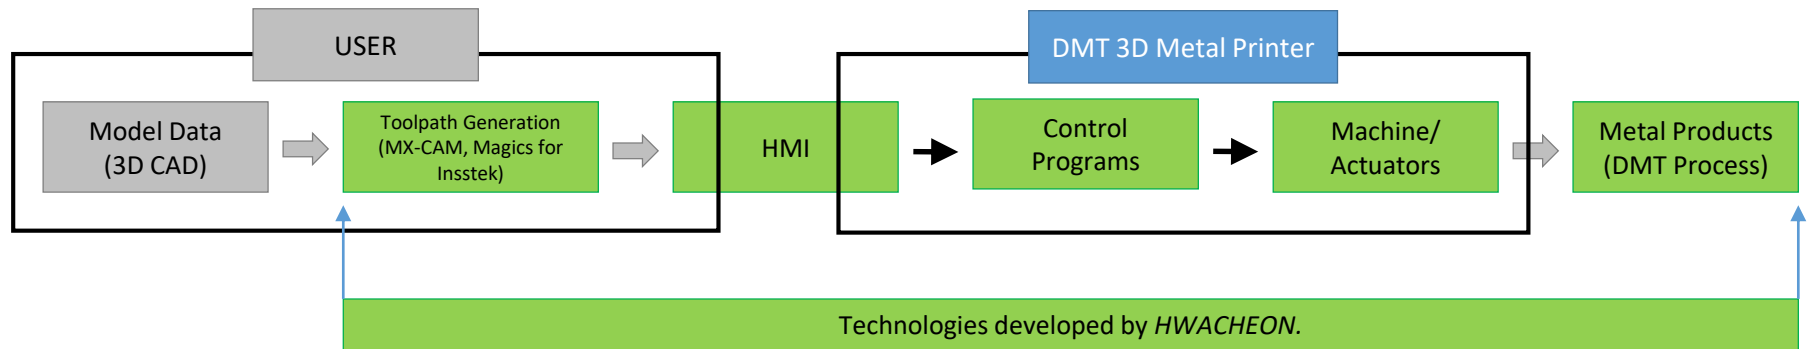 USER
DMT 3D Metal Printer
Model Data
(3D CAD)
Toolpath Generation
(MX-CAM, Magics for
Insstek)
HMI
Control
Programs
Machine/
Actuators
Metal Products
(DMT Process)
Technologies developed by HWACHEON.